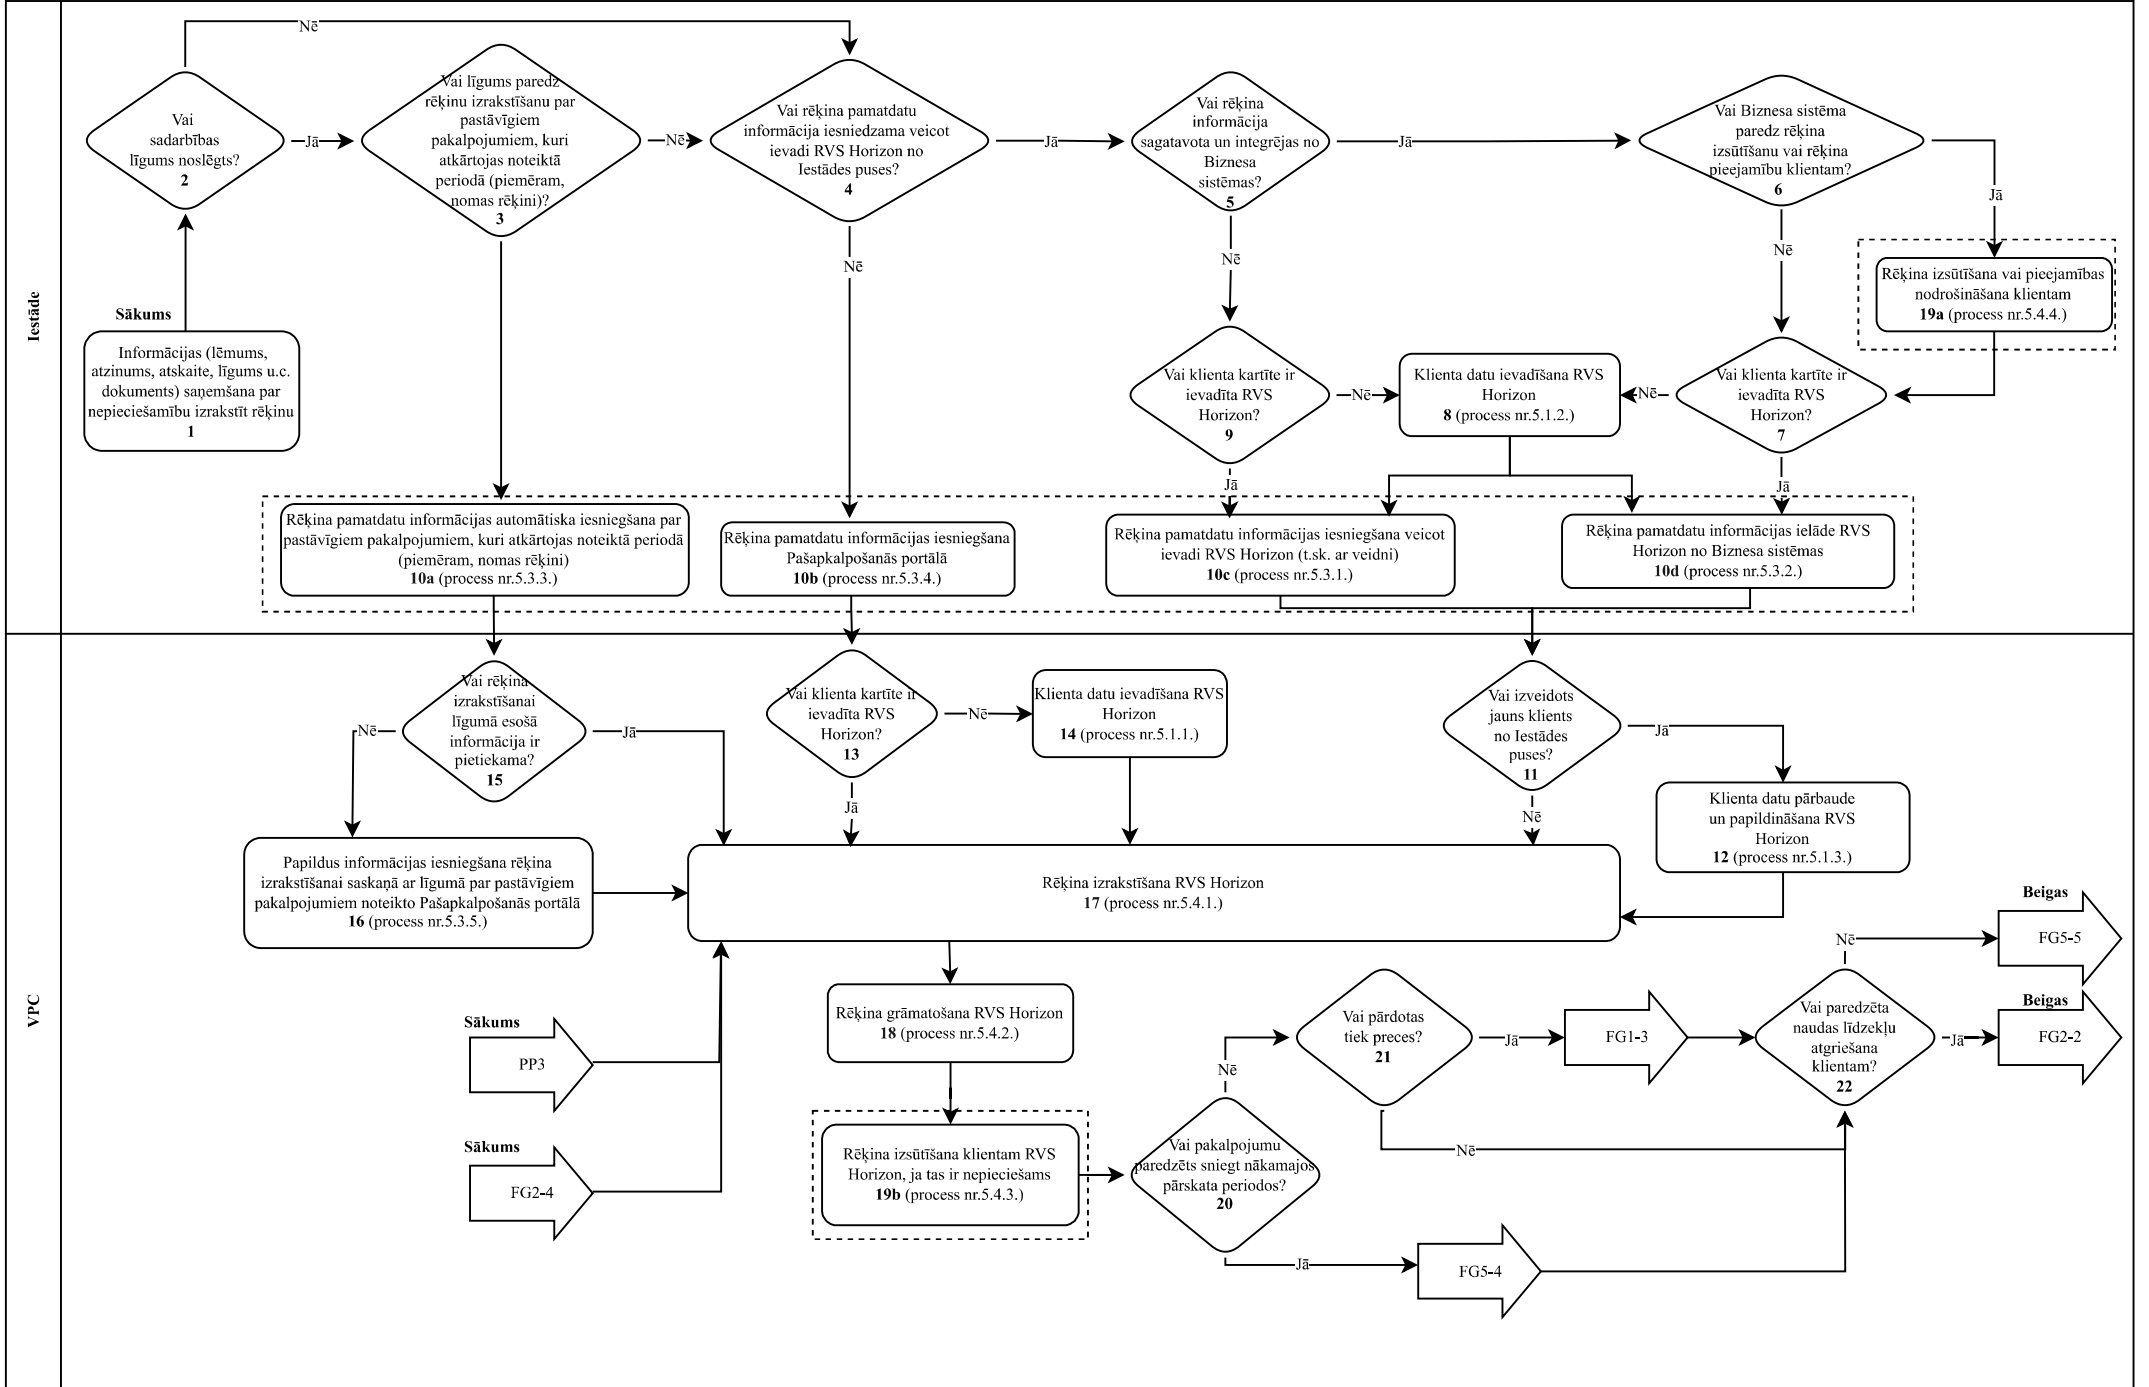 Iestāde
Sākums
Informācijas (lēmums,
atzinums, atskaite, līgums u.c.
dokuments) saņemšana par
nepieciešamību izrakstīt rēķinu
1
Vai
sadarbības
līgums noslēgts?
2
Nē
Jā
Vai līgums paredz
rēķinu izrakstīšanu par
pastāvīgiem
pakalpojumiem, kuri
atkārtojas noteiktā
periodā (piemēram,
nomas rēķini)?
3
Nē
Vai rēķina pamatdatu
informācija iesniedzama veicot
ievadi RVS Horizon no
Iestādes puses?
4
Jā
Nē
Vai rēķina
informācija
sagatavota un integrējas no
Biznesa
sistēmas?
5
Jā
Nē
Vai Biznesa sistēma
paredz rēķina
izsūtīšanu vai rēķina
pieejamību klientam?
6
Jā
Nē
Rēķina izsūtīšana vai pieejamības
nodrošināšana klientam
19a (process nr.5.4.4.)
Vai klienta kartīte ir
ievadīta RVS
Horizon?
9
Nē
Jā
Klienta datu ievadīšana RVS
Horizon
8 (process nr.5.1.2.)
Nē
Vai klienta kartīte ir
ievadīta RVS
Horizon?
7
Jā
Rēķina pamatdatu informācijas automātiska iesniegšana par
pastāvīgiem pakalpojumiem, kuri atkārtojas noteiktā periodā
(piemēram, nomas rēķini)
10a (process nr.5.3.3.)
Rēķina pamatdatu informācijas iesniegšana
Pašapkalpošanās portālā
10b (process nr.5.3.4.)
Rēķina pamatdatu informācijas iesniegšana veicot
ievadi RVS Horizon (t.sk. ar veidni)
10c (process nr.5.3.1.)
Rēķina pamatdatu informācijas ielāde RVS
Horizon no Biznesa sistēmas
10d (process nr.5.3.2.)
VPC
Vai rēķina
izrakstīšanai
līgumā esošā
informācija ir
pietiekama?
15
Nē
Jā
Vai klienta kartīte ir
ievadīta RVS
Horizon?
13
Nē
Jā
Klienta datu ievadīšana RVS
Horizon
14 (process nr.5.1.1.)
Vai izveidots
jauns klients
no Iestādes
puses?
11
Jā
Nē
Klienta datu pārbaude
un papildināšana RVS
Horizon
12 (process nr.5.1.3.)
Papildus informācijas iesniegšana rēķina
izrakstīšanai saskaņā ar līgumā par pastāvīgiem
pakalpojumiem noteikto Pašapkalpošanās portālā
16 (process nr.5.3.5.)
Rēķina izrakstīšana RVS Horizon
17 (process nr.5.4.1.)
Sākums
PP3
Sākums
FG2-4
Rēķina grāmatošana RVS Horizon
18 (process nr.5.4.2.)
Rēķina izsūtīšana klientam RVS
Horizon, ja tas ir nepieciešams
19b (process nr.5.4.3.)
Vai pakalpojumu
paredzēts sniegt nākamajos
pārskata periodos?
20
Nē
Jā
Vai pārdotas
tiek preces?
21
Jā
Nē
FG1-3
FG5-4
Vai paredzēta
naudas līdzekļu
atgriešana
klientam?
22
Nē
Jā
Beigas
FG5-5
Beigas
FG2-2